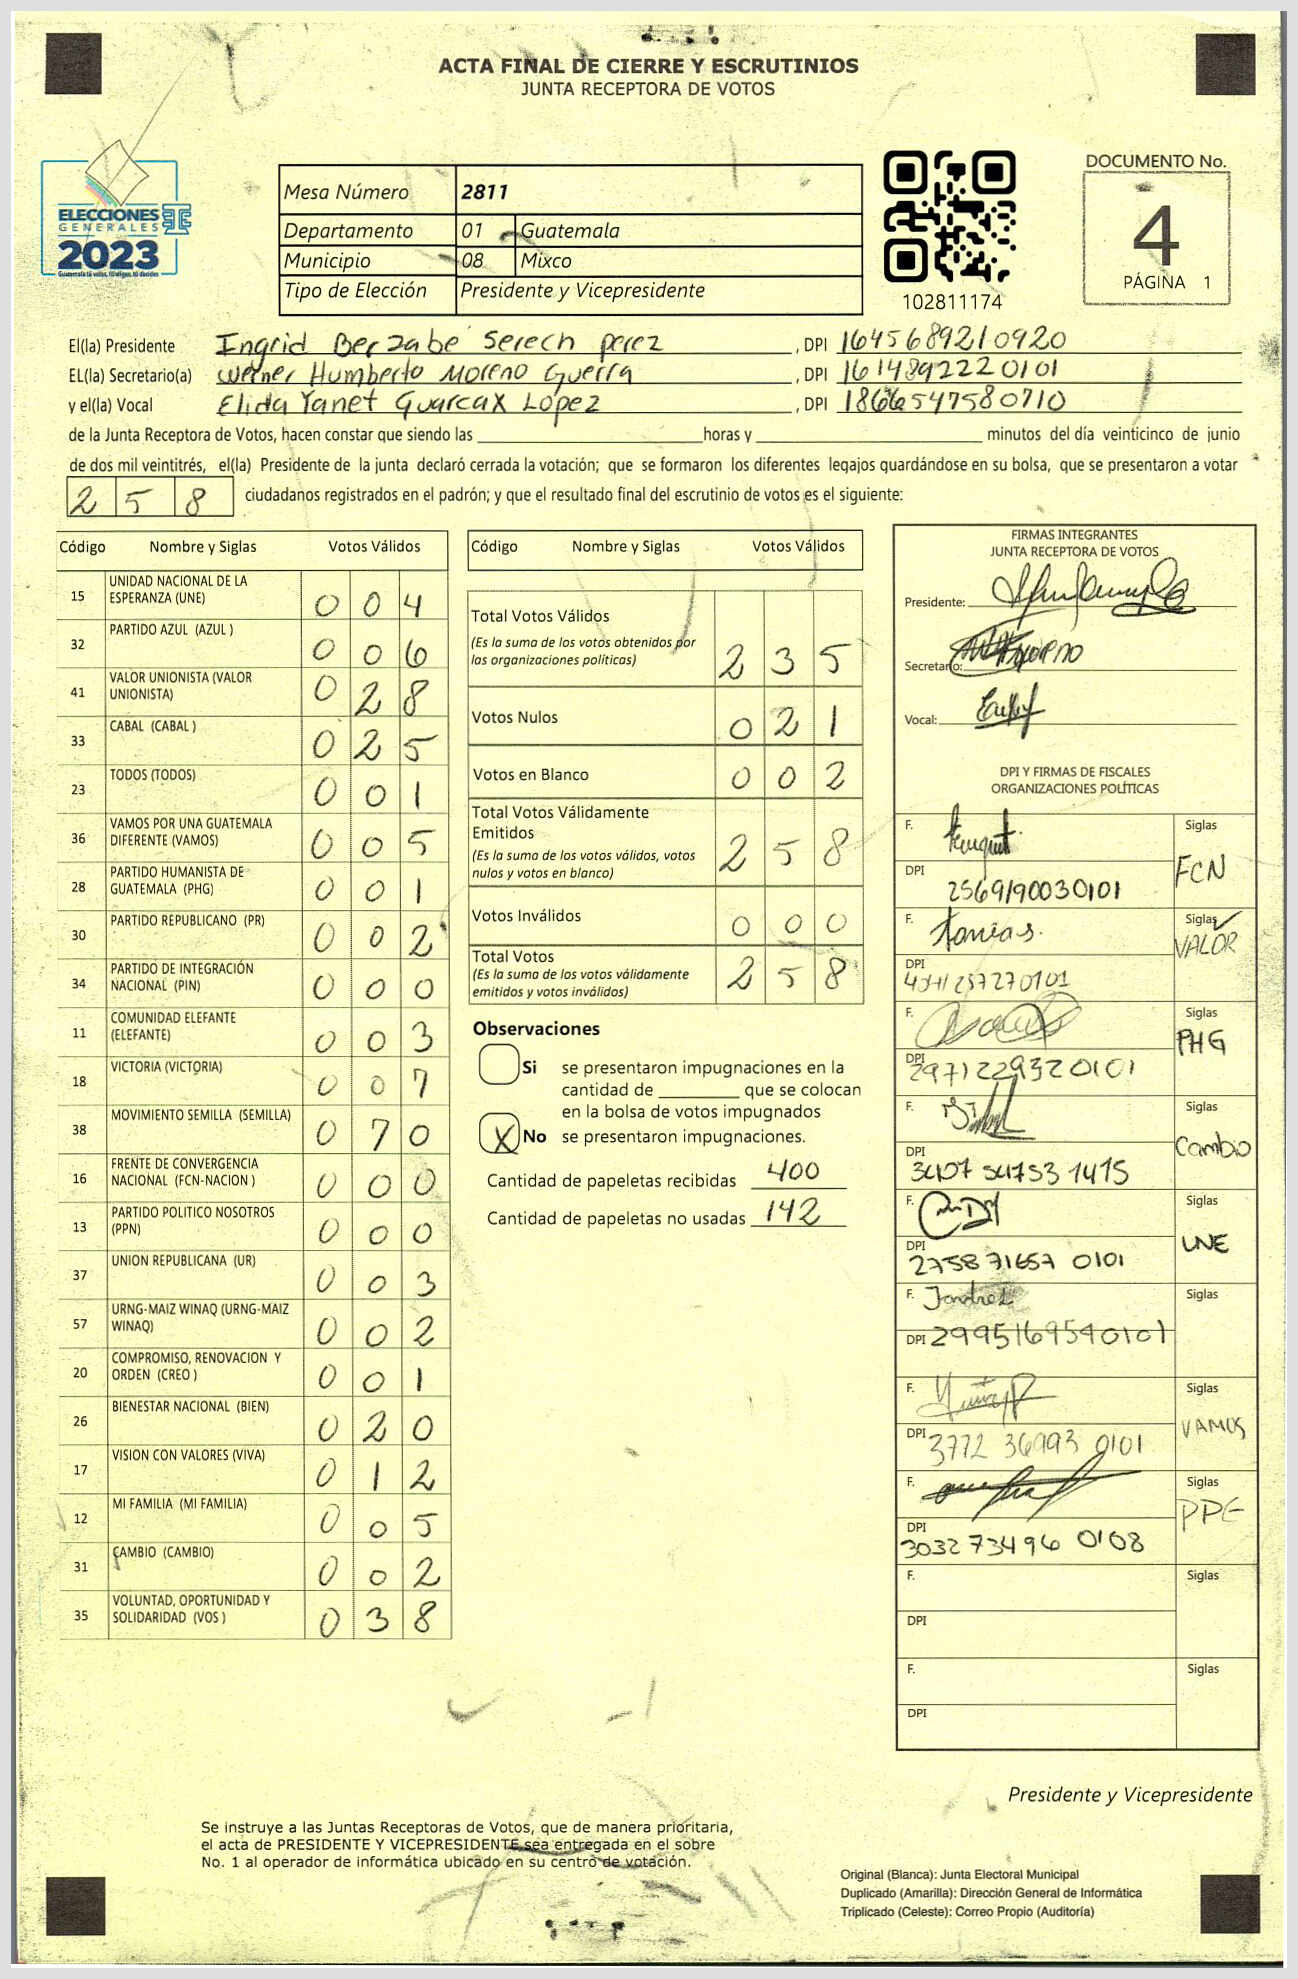 ACTA FINAL DE CIERRE Y ESCRUTINIOS
JUNTA RECEPTORA DE VOTOS
ELECCIONES
GENERALES
2023
Mesa Número 2811
Departamento 01 Guatemala
Municipio 08 Mixco
Tipo de Elección Presidente y Vicepresidente
102811174
DOCUMENTO No.
4
PÁGINA 1
El(la) Presidente Ingrid Berzabe Serech perez, DPI 1645689210920
EL(la) Secretario(a) Werner Humberto Moreno Guerra, DPI 1614892220101
y el(la) Vocal Elida Yanet Guarcax López, DPI 1866547580710
de la Junta Receptora de Votos, hacen constar que siendo las ____ horas y ____ minutos del día veinticinco de junio
de dos mil veintitrés, el(la) Presidente de la junta declaró cerrada la votación; que se formaron los diferentes legajos guardándose en su bolsa, que se presentaron a votar
2 5 8 ciudadanos registrados en el padrón; y que el resultado final del escrutinio de votos es el siguiente:
Código Nombre y Siglas Votos Válidos
15 UNIDAD NACIONAL DE LA
ESPERANZA (UNE) 0 0 4
32 PARTIDO AZUL (AZUL ) 0 0 6
41 VALOR UNIONISTA (VALOR
UNIONISTA) 0 2 8
33 CABAL (CABAL ) 0 2 5
23 TODOS (TODOS) 0 0 1
36 VAMOS POR UNA GUATEMALA
DIFERENTE (VAMOS) 0 0 5
28 PARTIDO HUMANISTA DE
GUATEMALA (PHG) 0 0 1
30 PARTIDO REPUBLICANO (PR) 0 0 2
34 PARTIDO DE INTEGRACIÓN
NACIONAL (PIN) 0 0 0
11 COMUNIDAD ELEFANTE
(ELEFANTE) 0 0 3
18 VICTORIA (VICTORIA) 0 0 7
38 MOVIMIENTO SEMILLA (SEMILLA) 0 7 0
16 FRENTE DE CONVERGENCIA
NACIONAL (FCN-NACION ) 0 0 0
13 PARTIDO POLITICO NOSOTROS
(PPN) 0 0 0
37 UNION REPUBLICANA (UR) 0 0 3
57 URNG-MAIZ WINAQ (URNG-MAIZ
WINAQ) 0 0 2
20 COMPROMISO, RENOVACION Y
ORDEN (CREO ) 0 0 1
26 BIENESTAR NACIONAL (BIEN) 0 2 0
17 VISION CON VALORES (VIVA) 0 1 2
12 MI FAMILIA (MI FAMILIA) 0 0 5
31 CAMBIO (CAMBIO) 0 0 2
35 VOLUNTAD, OPORTUNIDAD Y
SOLIDARIDAD (VOS ) 0 3 8
Código Nombre y Siglas Votos Válidos
Total Votos Válidos
(Es la suma de los votos obtenidos por
las organizaciones políticas) 2 3 5
Votos Nulos 0 2 1
Votos en Blanco 0 0 2
Total Votos Válidamente
Emitidos
(Es la suma de los votos válidos, votos
nulos y votos en blanco) 2 5 8
Votos Inválidos 0 0 0
Total Votos
(Es la suma de los votos válidamente
emitidos y votos inválidos) 2 5 8
Observaciones
Si se presentaron impugnaciones en la
cantidad de ____ que se colocan
en la bolsa de votos impugnados
X No se presentaron impugnaciones.
Cantidad de papeletas recibidas 400
Cantidad de papeletas no usadas 142
FIRMAS INTEGRANTES
JUNTA RECEPTORA DE VOTOS
Presidente:
Secretario:
Vocal:
DPI Y FIRMAS DE FISCALES
ORGANIZACIONES POLÍTICAS
F. Siglas FCN
DPI 2569190030101
F. Siglas VALOR
DPI
F. Siglas PHG
DPI 2971229320101
F. Siglas Cambio
DPI 3407 54753 1415
F. Siglas UNE
DPI 2758 71657 0101
F. Siglas
DPI 2995169540101
F. Siglas VAMOS
DPI 3772 36993 0101
F. Siglas
DPI 3032 73496 0108
F. Siglas
DPI
F. Siglas
DPI
Presidente y Vicepresidente
Se instruye a las Juntas Receptoras de Votos, que de manera prioritaria,
el acta de PRESIDENTE Y VICEPRESIDENTE sea entregada en el sobre
No. 1 al operador de informática ubicado en su centro de votación.
Original (Blanca): Junta Electoral Municipal
Duplicado (Amarilla): Dirección General de Informática
Triplicado (Celeste): Correo Propio (Auditoría)